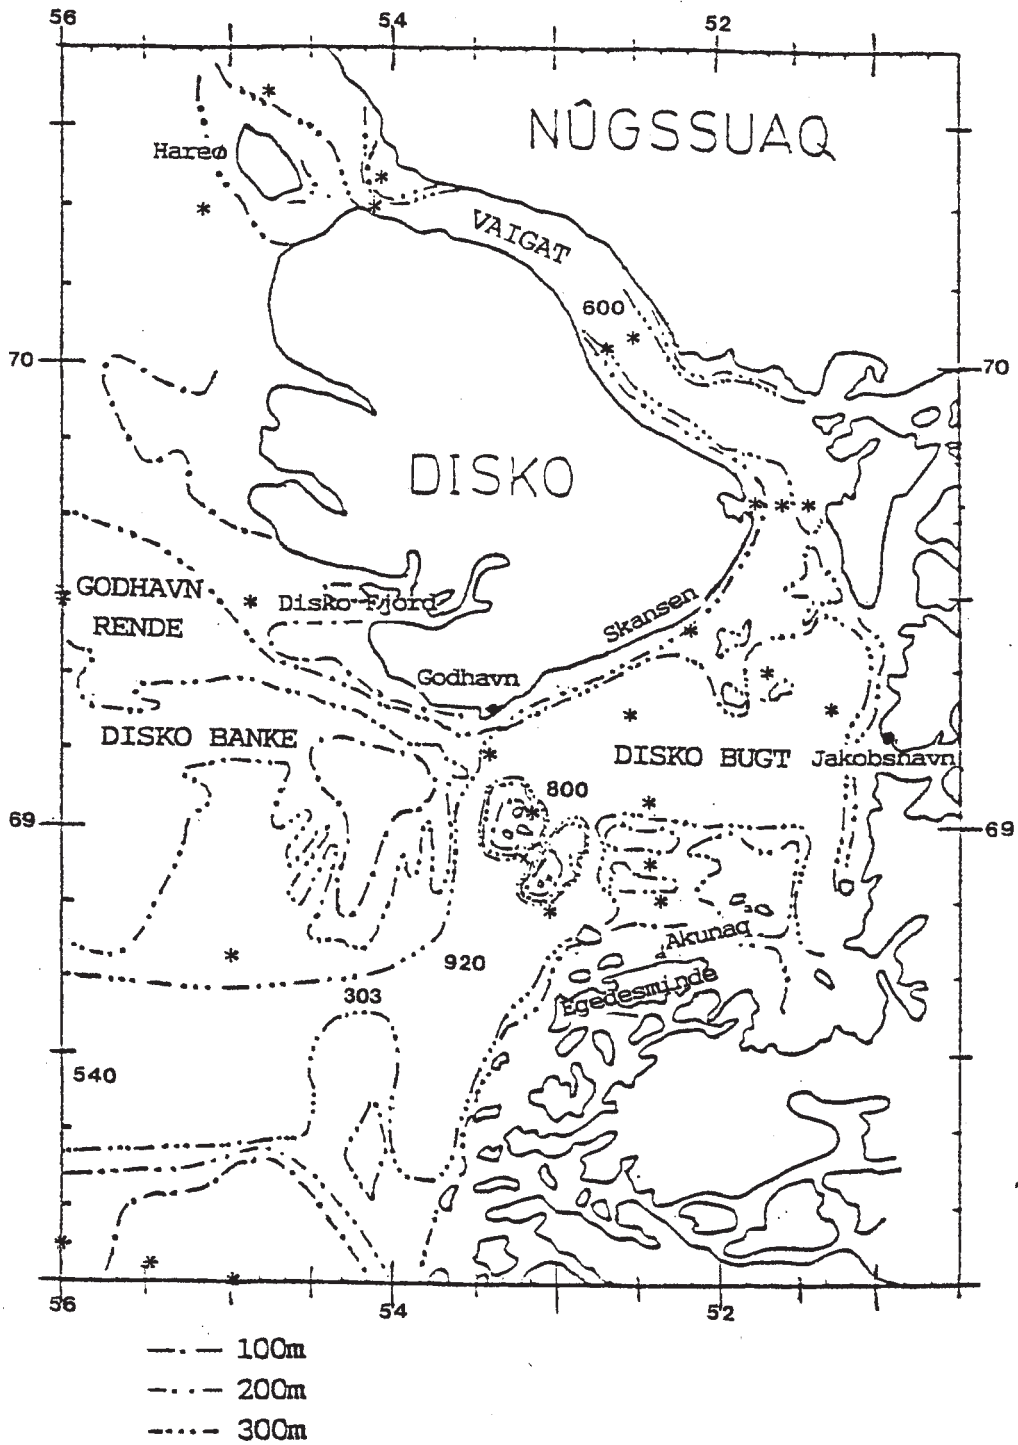 56
54
52
NÛGSSUAQ
Hareø
VAIGAT
600
70
70
DISKO
GODHAVN
RENDE
Disko Fjord
Skansen
Godhavn
DISKO BANKE
DISKO BUGT
Jakobshavn
800
69
69
Akunaq
920
Egedesminde
303
540
56
54
52
100m
200m
300m